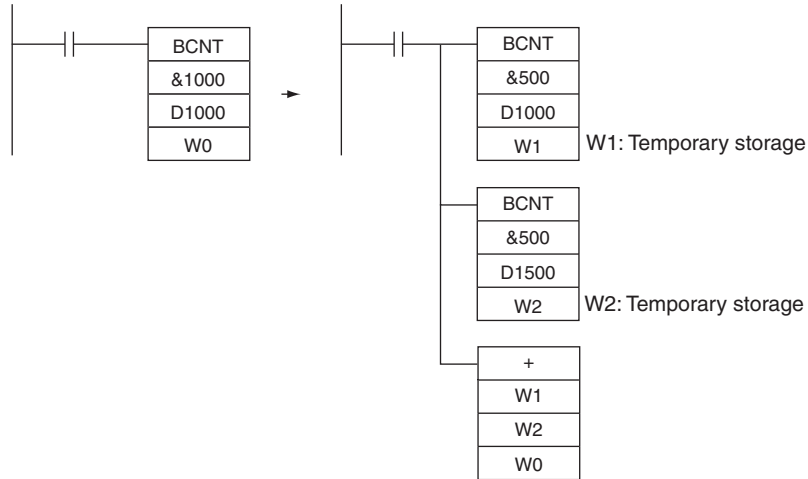 BCNT
&1000
D1000
W0
BCNT
&500
D1000
W1
W1: Temporary storage
BCNT
&500
D1500
W2
W2: Temporary storage
+
W1
W2
W0